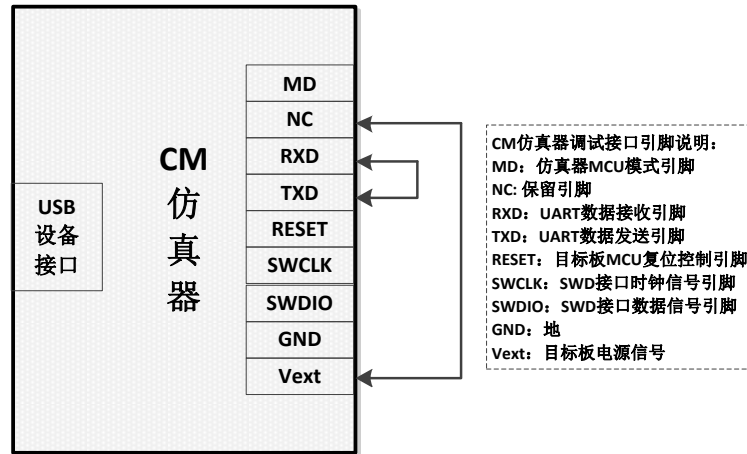 USB
设备
接口
CM
仿
真
器
MD
NC
RXD
TXD
RESET
SWCLK
SWDIO
GND
Vext
CM仿真器调试接口引脚说明：
MD：仿真器MCU模式引脚
NC: 保留引脚
RXD：UART数据接收引脚
TXD：UART数据发送引脚
RESET：目标板MCU复位控制引脚
SWCLK：SWD接口时钟信号引脚
SWDIO：SWD接口数据信号引脚
GND：地
Vext：目标板电源信号